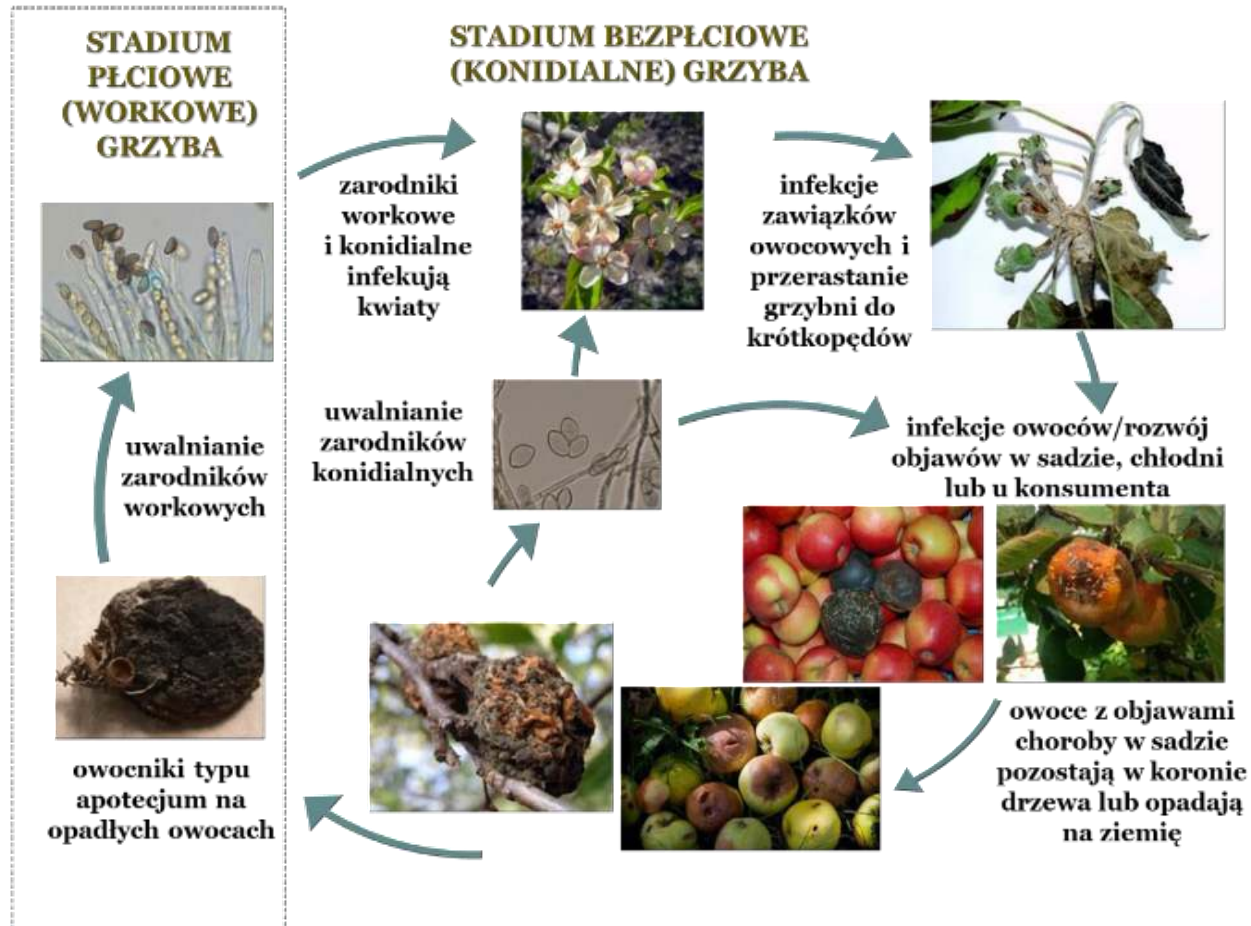 STADIUM
PŁCIOWE
(WORKOWE)
GRZYBA
STADIUM BEZPŁCIOWE
(KONIDIALNE) GRZYBA
zarodniki
workowe
i konidialne
infekują
kwiaty
infekcje
zawiązków
owocowych i
przerastanie
grzybni do
krótkopędów
uwalnianie
zarodników
workowych
uwalnianie
zarodników
konidialnych
infekcje owoców/rozwój
objawów w sadzie, chłodni
lub u konsumenta
owoce z objawami
choroby w sadzie
pozostają w koronie
drzewa lub opadają
na ziemię
owocniki typu
apotecjum na
opadłych owocach